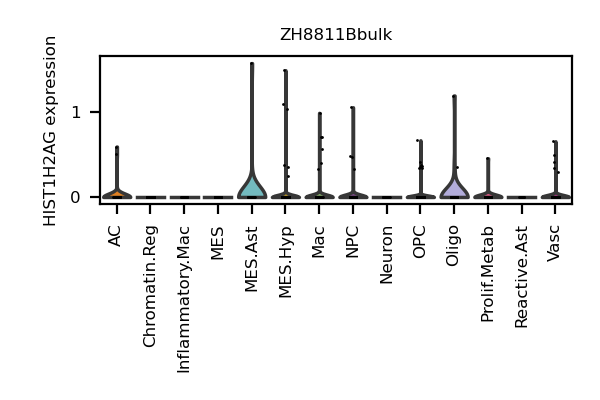 ZH8811Bbulk
HIST1H2AG expression
1
0
AC
Chromatin.Reg
Inflammatory.Mac
MES
MES.Ast
MES.Hyp
Mac
NPC
Neuron
OPC
Oligo
Prolif.Metab
Reactive.Ast
Vasc